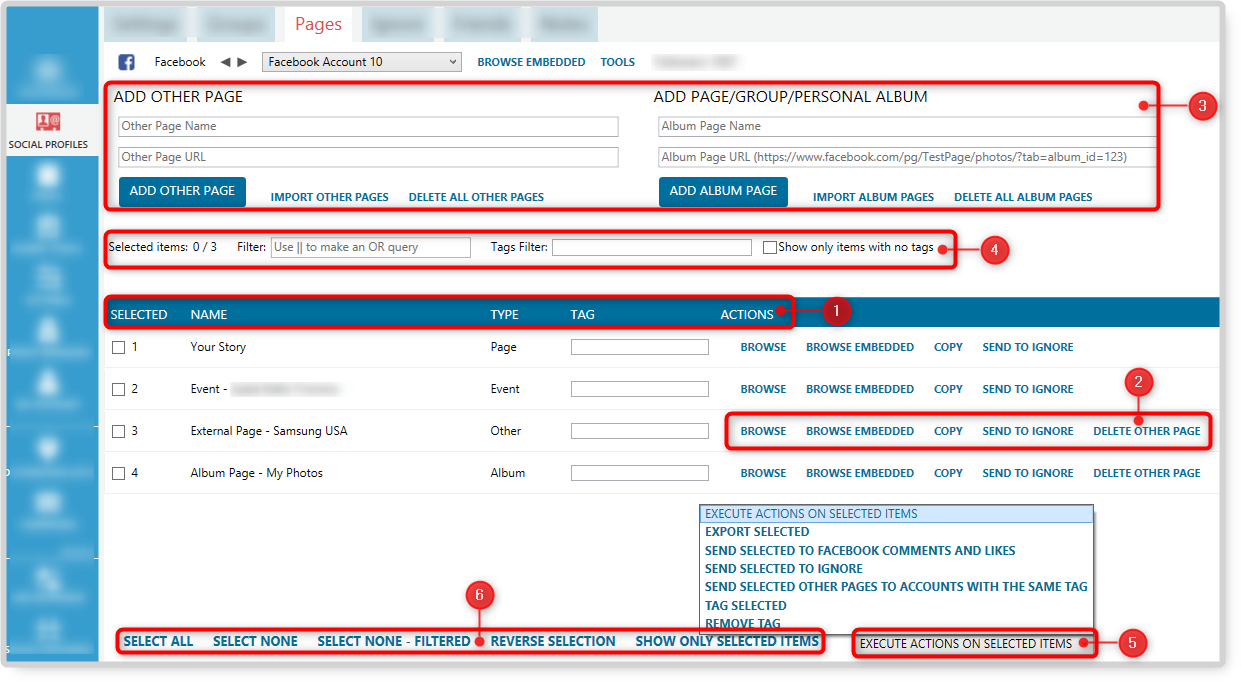 Pages
Facebook Facebook Account 10 BROWSE EMBEDDED TOOLS
SOCIAL PROFILES
ADD OTHER PAGE ADD PAGE/GROUP/PERSONAL ALBUM
3
Other Page Name Album Page Name
Other Page URL Album Page URL (https://www.facebook.com/pg/TestPage/photos/?tab=album_id=123)
ADD OTHER PAGE IMPORT OTHER PAGES DELETE ALL OTHER PAGES ADD ALBUM PAGE IMPORT ALBUM PAGES DELETE ALL ALBUM PAGES
Selected items: 0 / 3 Filter: Use || to make an OR query Tags Filter: Show only items with no tags 4
SELECTED NAME TYPE TAG ACTIONS 1
1 Your Story Page BROWSE BROWSE EMBEDDED COPY SEND TO IGNORE
2 Event - Event BROWSE BROWSE EMBEDDED COPY SEND TO IGNORE
2
3 External Page - Samsung USA Other BROWSE BROWSE EMBEDDED COPY SEND TO IGNORE DELETE OTHER PAGE
4 Album Page - My Photos Album BROWSE BROWSE EMBEDDED COPY SEND TO IGNORE DELETE OTHER PAGE
EXECUTE ACTIONS ON SELECTED ITEMS
EXPORT SELECTED
SEND SELECTED TO FACEBOOK COMMENTS AND LIKES
SEND SELECTED TO IGNORE
SEND SELECTED OTHER PAGES TO ACCOUNTS WITH THE SAME TAG
TAG SELECTED
REMOVE TAG
6
SELECT ALL SELECT NONE SELECT NONE - FILTERED REVERSE SELECTION SHOW ONLY SELECTED ITEMS EXECUTE ACTIONS ON SELECTED ITEMS 5